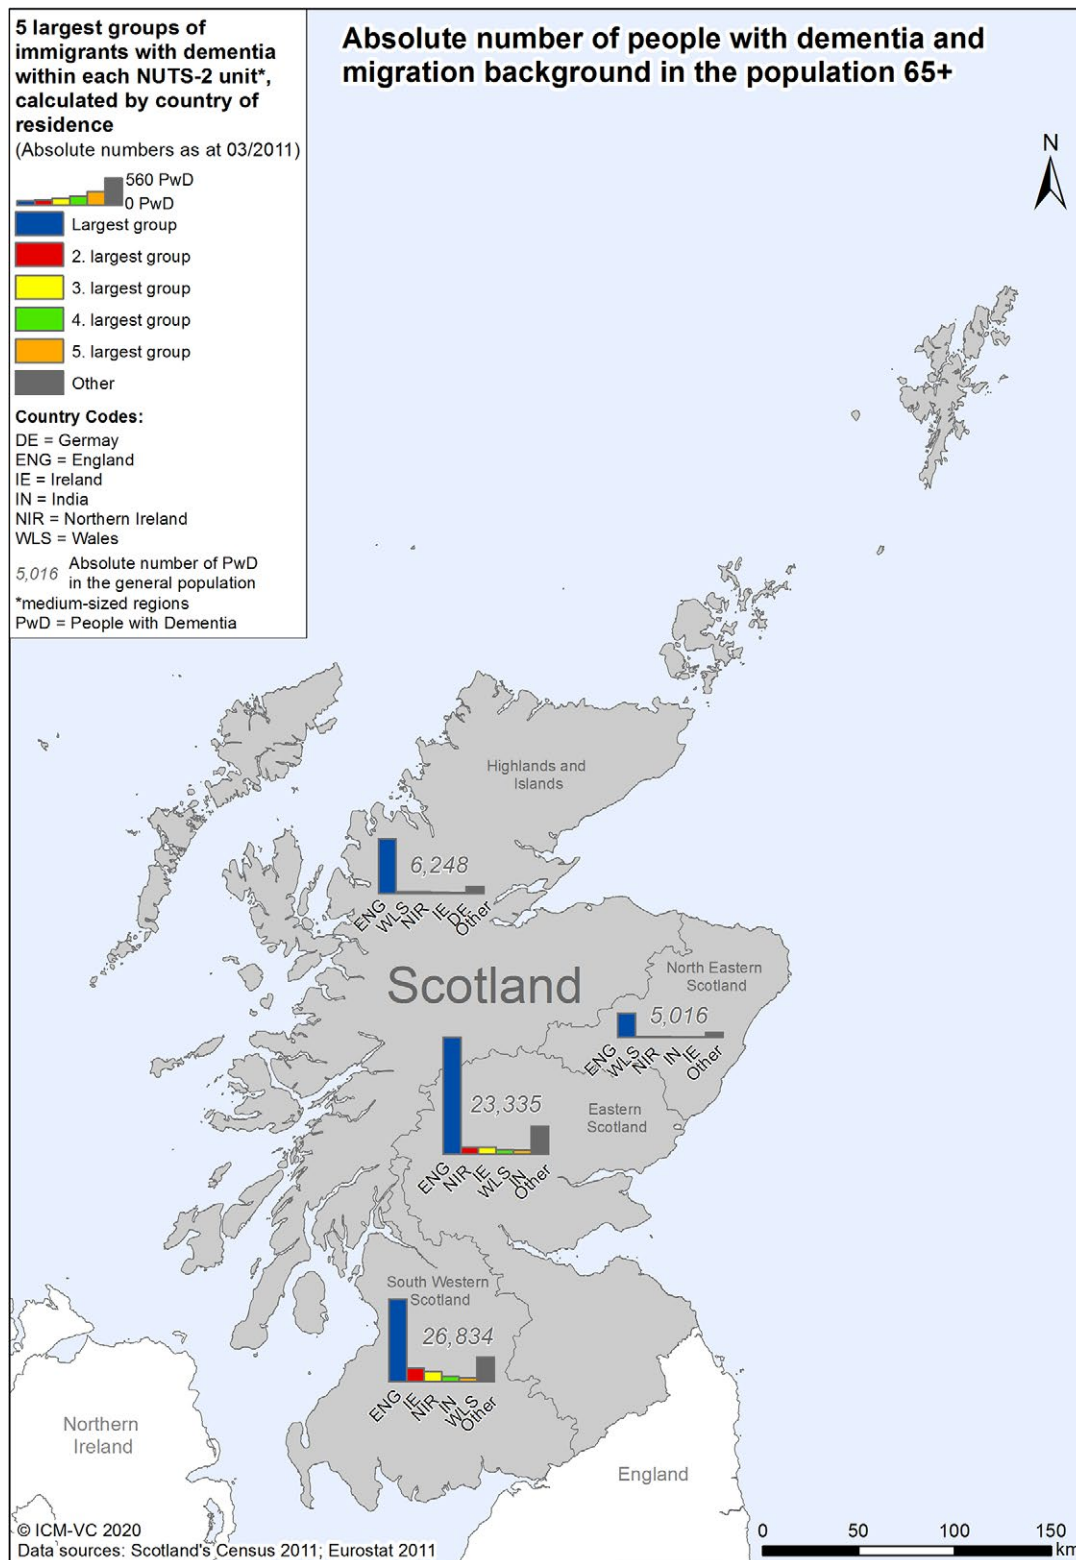 5 largest groups of
immigrants with dementia
within each NUTS-2 unit*,
calculated by country of
residence
(Absolute numbers as at 03/2011)
560 PwD
0 PwD
Largest group
2. largest group
3. largest group
4. largest group
5. largest group
Other
Country Codes:
DE = Germay
ENG = England
IE = Ireland
IN = India
NIR = Northern Ireland
WLS = Wales
5,016 Absolute number of PwD
in the general population
*medium-sized regions
PwD = People with Dementia
Absolute number of people with dementia and
migration background in the population 65+
N
Highlands and
Islands
6,248
ENG WLS NIR IE DE Other
Scotland
North Eastern
Scotland
5,016
ENG WLS NIR IN IE Other
Eastern
Scotland
23,335
ENG NIR IE WLS IN Other
South Western
Scotland
26,834
ENG IE NIR IN WLS Other
Northern
Ireland
England
© ICM-VC 2020
Data sources: Scotland's Census 2011; Eurostat 2011
0 50 100 150
km